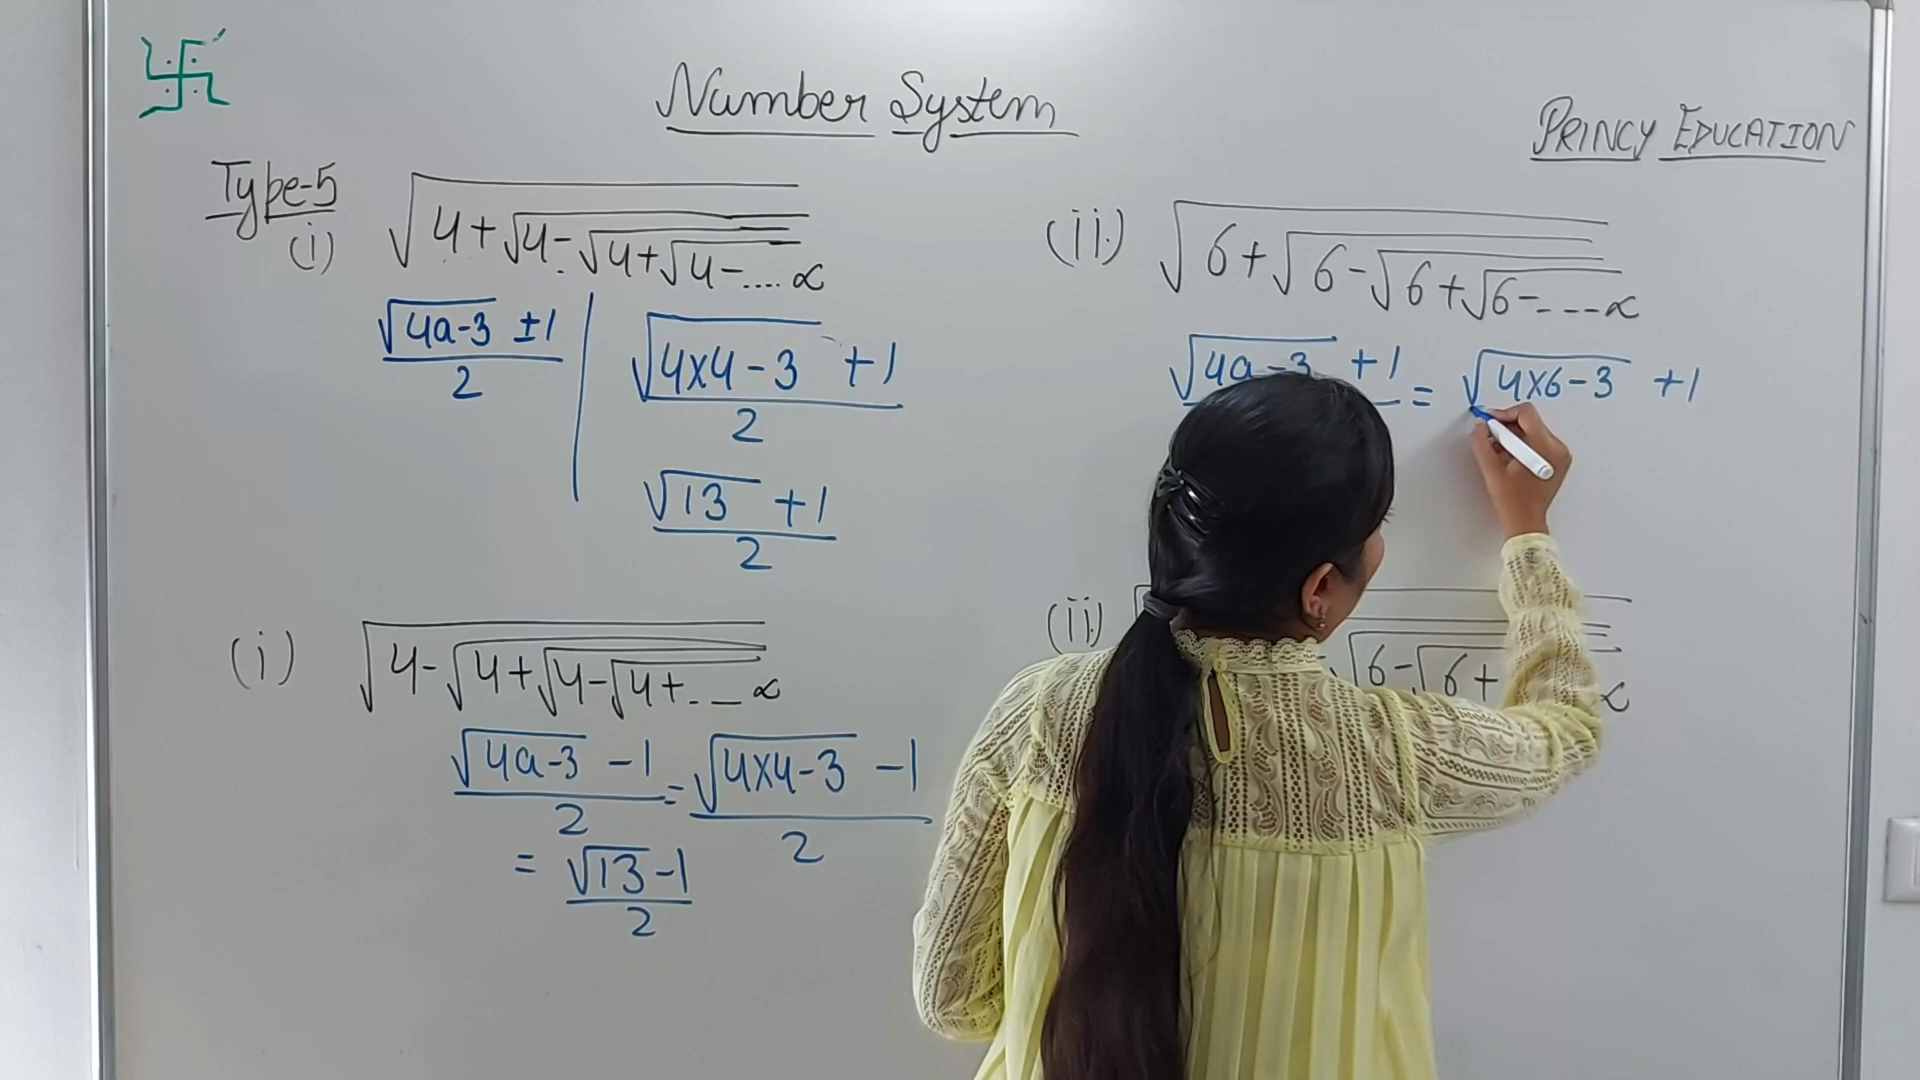 Number System
PRINCY EDUCATION
Type-5
(i) √4+√4-√4+√4-....∝
√4a-3 ±1
2
√4×4-3 +1
2
√13 +1
2
(ii.) √6+√6-√6+√6-...∝
√4a-3 +1 = √4×6-3 +1
(i) √4-√4+√4-√4+..._∝
√4a-3 -1 = √4×4-3 -1
2 2
= √13-1
2
(ii) √6-√6+ ∝